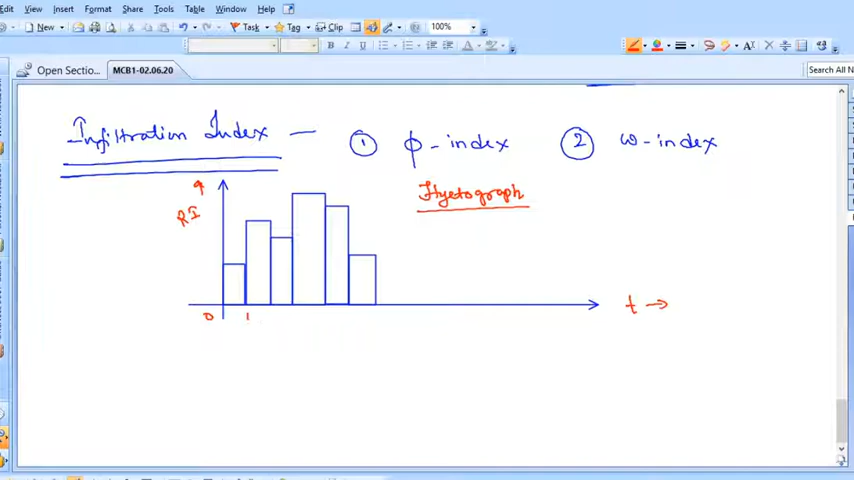 Edit View Insert Format Share Tools Table Window Help
New Task Tag Clip 100%
Open Sectio... MCB1-02.06.20 Search All N
Infiltration Index — ① φ-index ② ω-index
Hyetograph
RI
t →
0 1